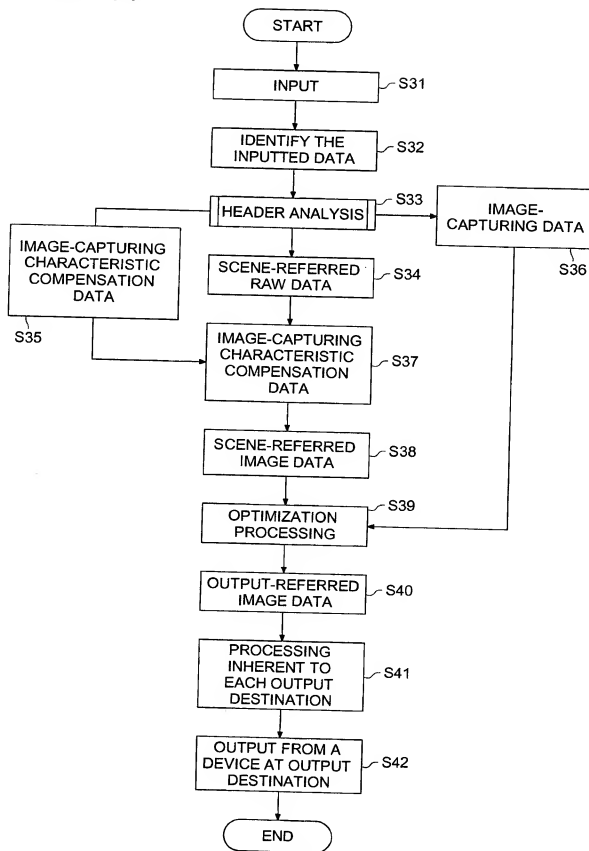 START
INPUT
S31
IDENTIFY THE
INPUTTED DATA
S32
HEADER ANALYSIS
S33
IMAGE-
CAPTURING DATA
S36
IMAGE-CAPTURING
CHARACTERISTIC
COMPENSATION
DATA
S35
SCENE-REFERRED
RAW DATA
S34
IMAGE-CAPTURING
CHARACTERISTIC
COMPENSATION
DATA
S37
SCENE-REFERRED
IMAGE DATA
S38
OPTIMIZATION
PROCESSING
S39
OUTPUT-REFERRED
IMAGE DATA
S40
PROCESSING
INHERENT TO
EACH OUTPUT
DESTINATION
S41
OUTPUT FROM A
DEVICE AT OUTPUT
DESTINATION
S42
END